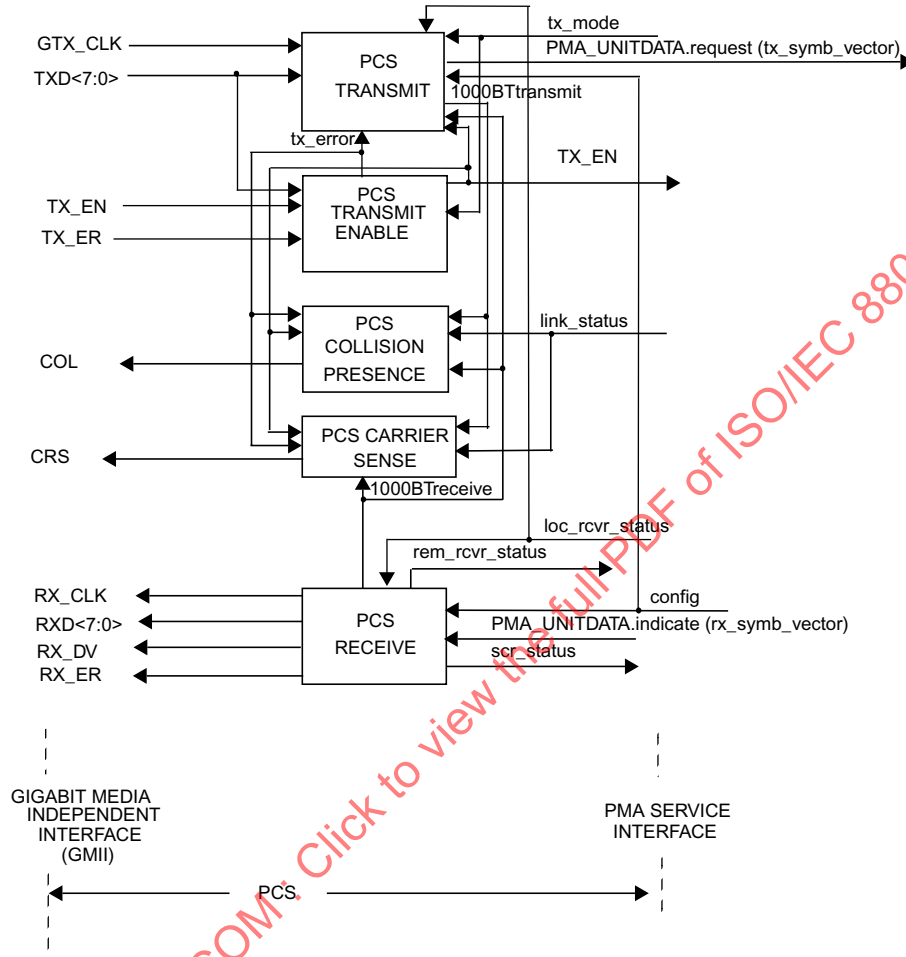 tx_mode
GTX_CLK
PMA_UNITDATA.request (tx_symb_vector)
PCS
TRANSMIT
TXD<7:0>
1000BTtransmit
tx_error
TX_EN
PCS
TRANSMIT
ENABLE
TX_EN
TX_ER
PCS
COLLISION
PRESENCE
link_status
COL
PCS CARRIER
SENSE
CRS
1000BTreceive
loc_rcvr_status
rem_rcvr_status
RX_CLK
RXD<7:0>
RX_DV
RX_ER
PCS
RECEIVE
config
PMA_UNITDATA.indicate (rx_symb_vector)
scr_status
GIGABIT MEDIA
INDEPENDENT
INTERFACE
(GMII)
PMA SERVICE
INTERFACE
PCS
COM : Click to view the full PDF of ISO/IEC 880